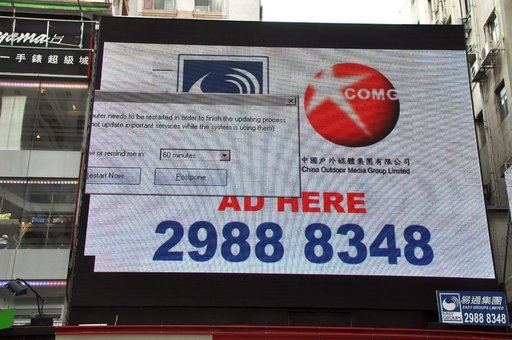 一手錶超級城
COMG
中國戶外媒體集團有限公司
China Outdoor Media Group Limited
uter needs to be restarted in order to finish the updating process
not update important services while the system is using them)
ow or remind me in:
60 minutes
estart Now
Postpone
AD HERE
2988 8348
易通集團
EASY GROUPS LIMITED
2988 8348